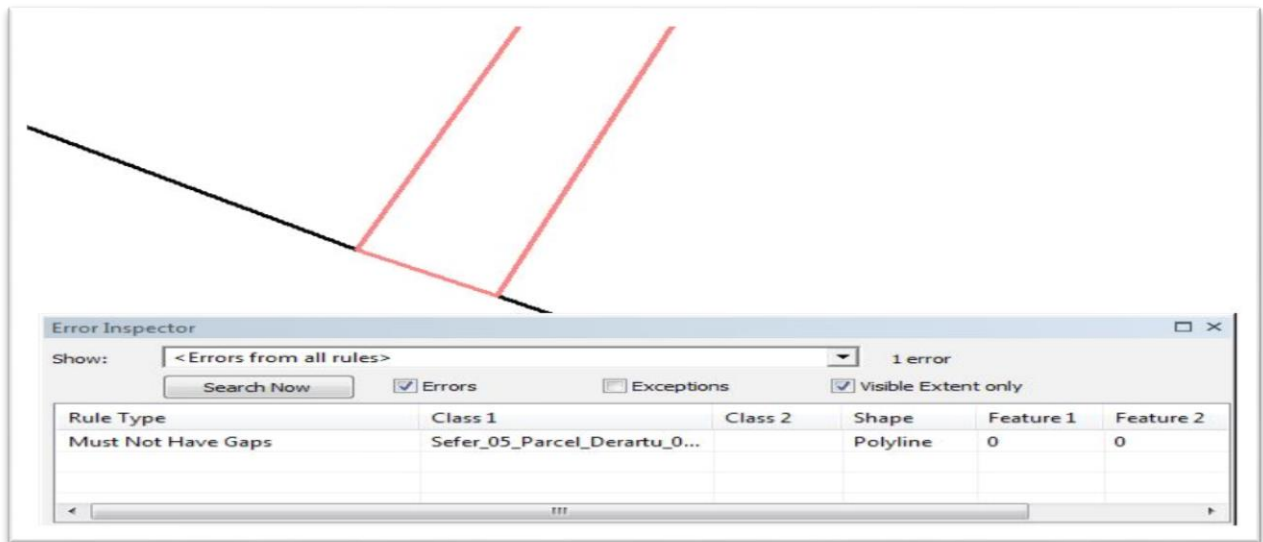 Error Inspector
Show: <Errors from all rules> 1 error
Search Now Errors Exceptions Visible Extent only
Rule Type Class 1 Class 2 Shape Feature 1 Feature 2
Must Not Have Gaps Sefer_05_Parcel_Derartu_0... Polyline 0 0